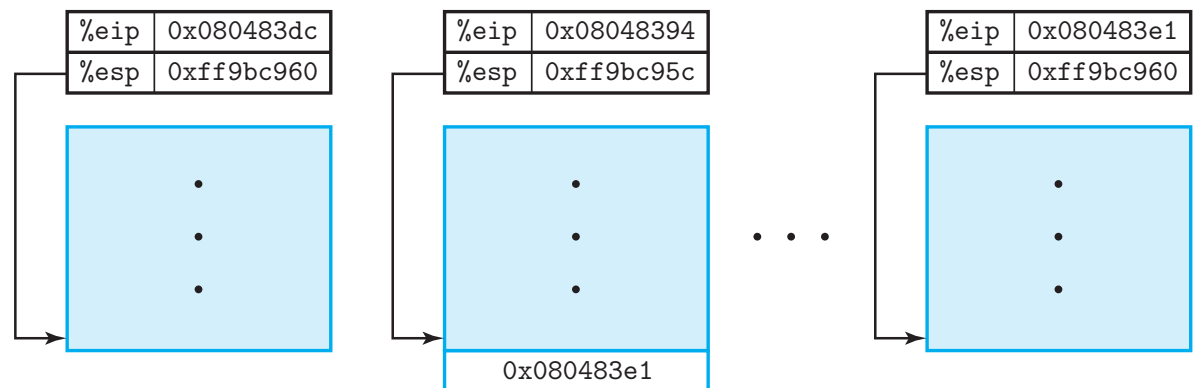 %eip 0x080483dc
%esp 0xff9bc960
%eip 0x08048394
%esp 0xff9bc95c
0x080483e1
%eip 0x080483e1
%esp 0xff9bc960